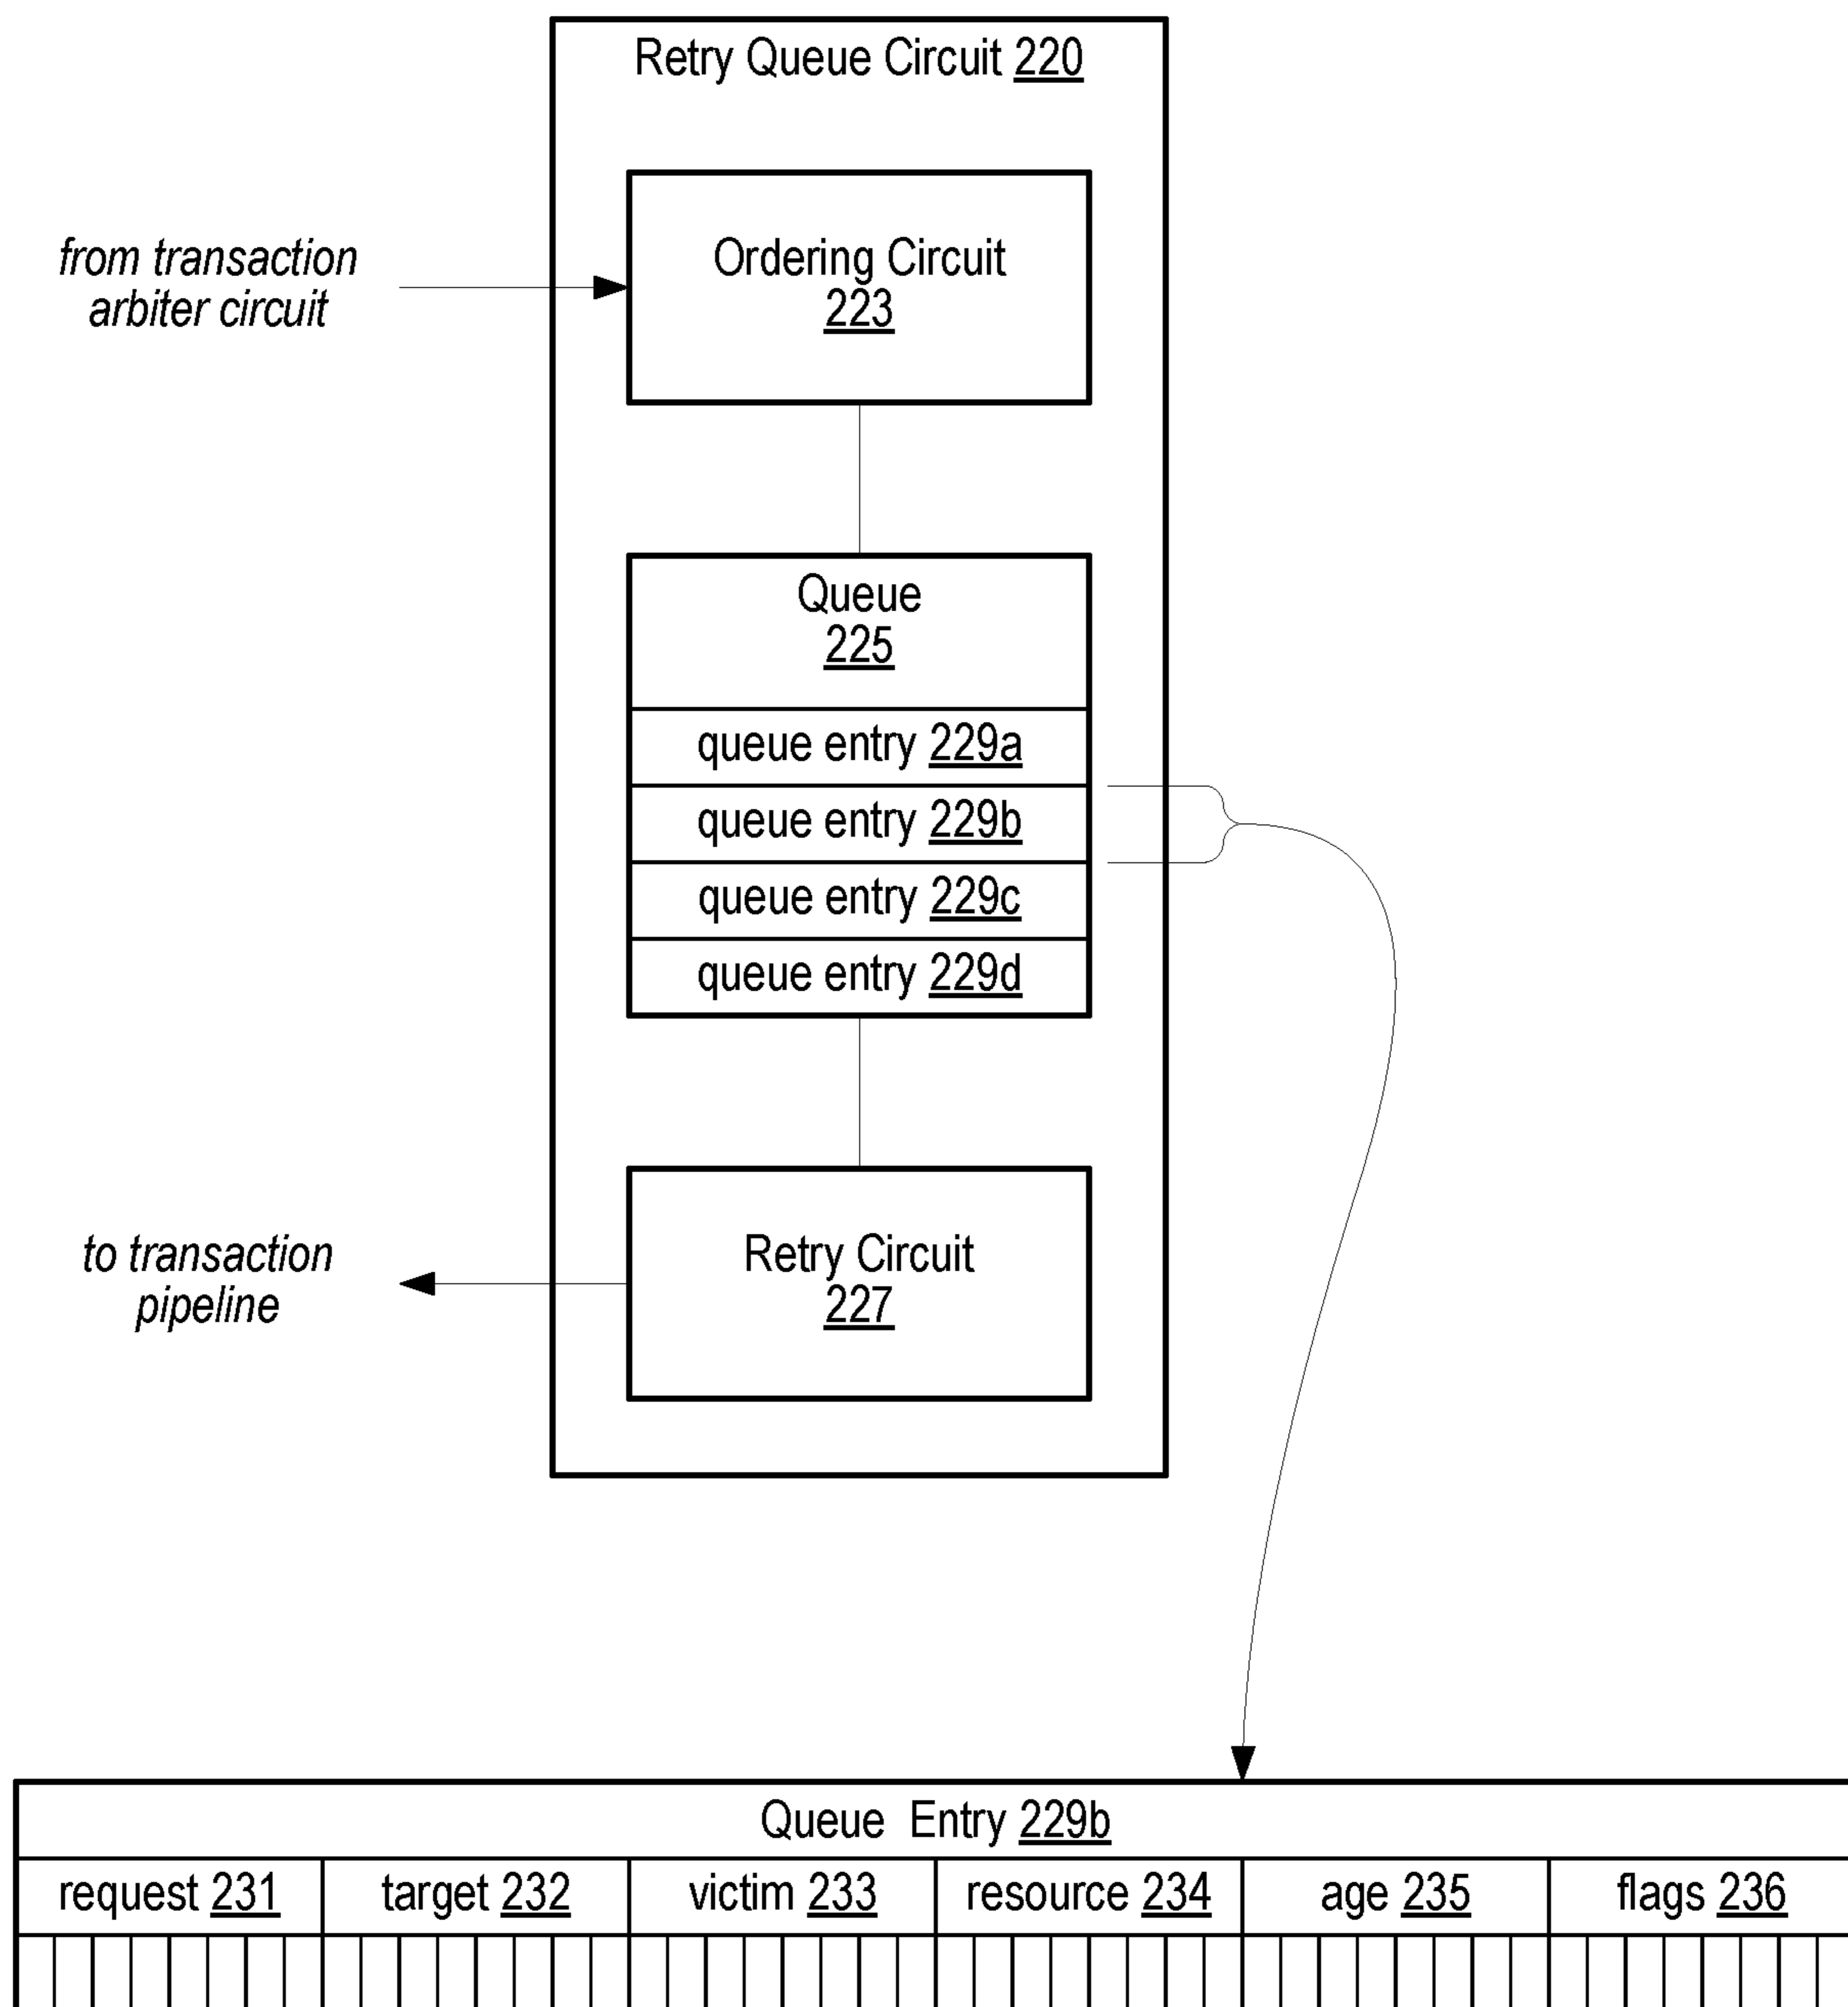 Retry Queue Circuit 220
from transaction
arbiter circuit
Ordering Circuit
223
Queue
225
queue entry 229a
queue entry 229b
queue entry 229c
queue entry 229d
to transaction
pipeline
Retry Circuit
227
Queue Entry 229b
request 231 target 232 victim 233 resource 234 age 235 flags 236